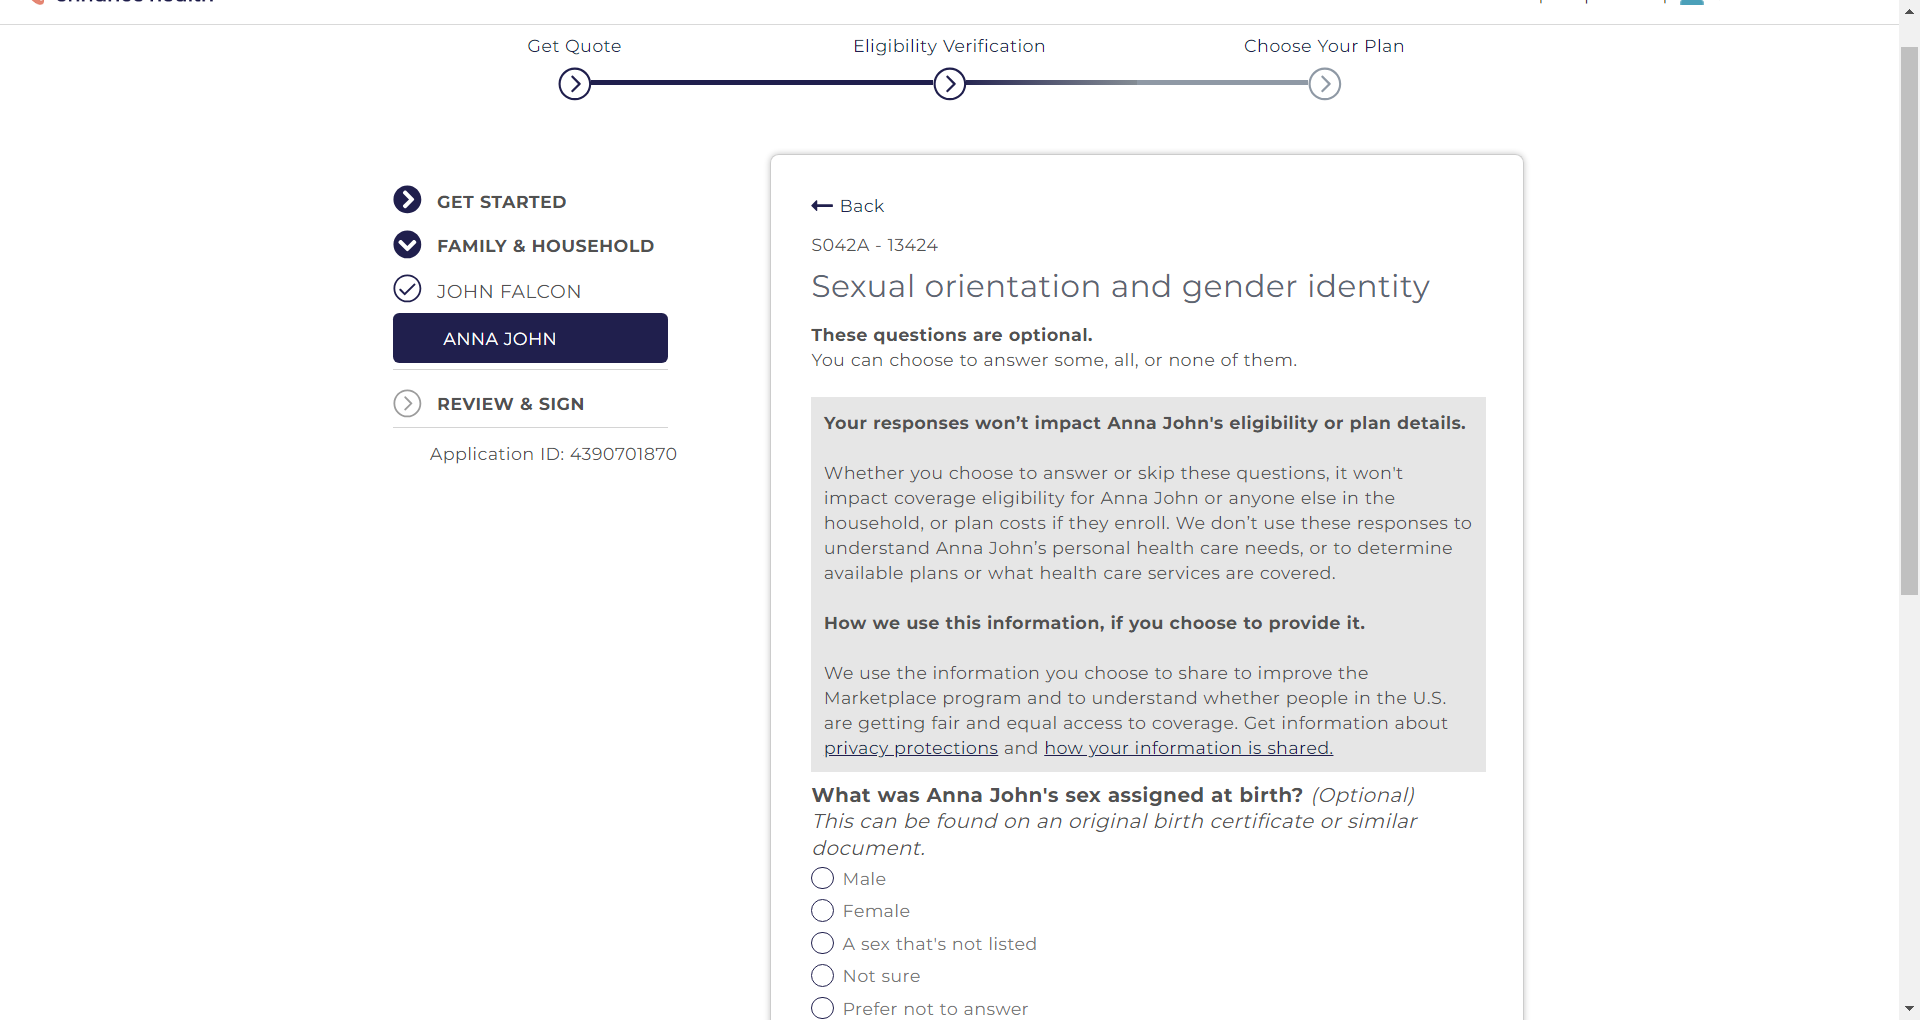 Get Quote
Eligibility Verification
Choose Your Plan
GET STARTED
FAMILY & HOUSEHOLD
JOHN FALCON
ANNA JOHN
REVIEW & SIGN
Application ID: 4390701870
Back
S042A - 13424
Sexual orientation and gender identity
These questions are optional.
You can choose to answer some, all, or none of them.
Your responses won’t impact Anna John's eligibility or plan details.
Whether you choose to answer or skip these questions, it won't
impact coverage eligibility for Anna John or anyone else in the
household, or plan costs if they enroll. We don’t use these responses to
understand Anna John’s personal health care needs, or to determine
available plans or what health care services are covered.
How we use this information, if you choose to provide it.
We use the information you choose to share to improve the
Marketplace program and to understand whether people in the U.S.
are getting fair and equal access to coverage. Get information about
privacy protections and how your information is shared.
What was Anna John's sex assigned at birth? (Optional)
This can be found on an original birth certificate or similar
document.
Male
Female
A sex that's not listed
Not sure
Prefer not to answer